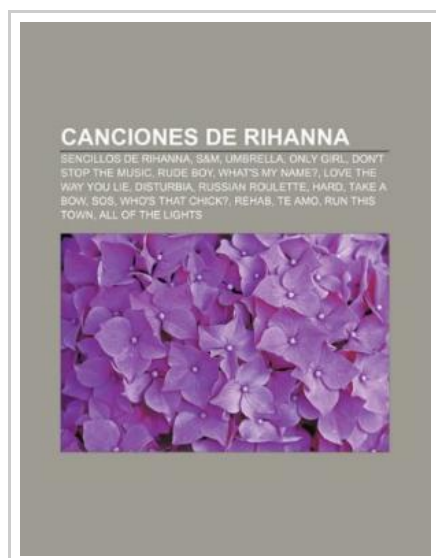 CANCIONES DE RIHANNA
SENCILLOS DE RIHANNA, S&M, UMBRELLA, ONLY GIRL, DON'T
STOP THE MUSIC, RUDE BOY, WHAT'S MY NAME?, LOVE THE
WAY YOU LIE, DISTURBIA, RUSSIAN ROULETTE, HARD, TAKE A
BOW, SOS, WHO'S THAT CHICK?, REHAB, TE AMO, RUN THIS
TOWN, ALL OF THE LIGHTS